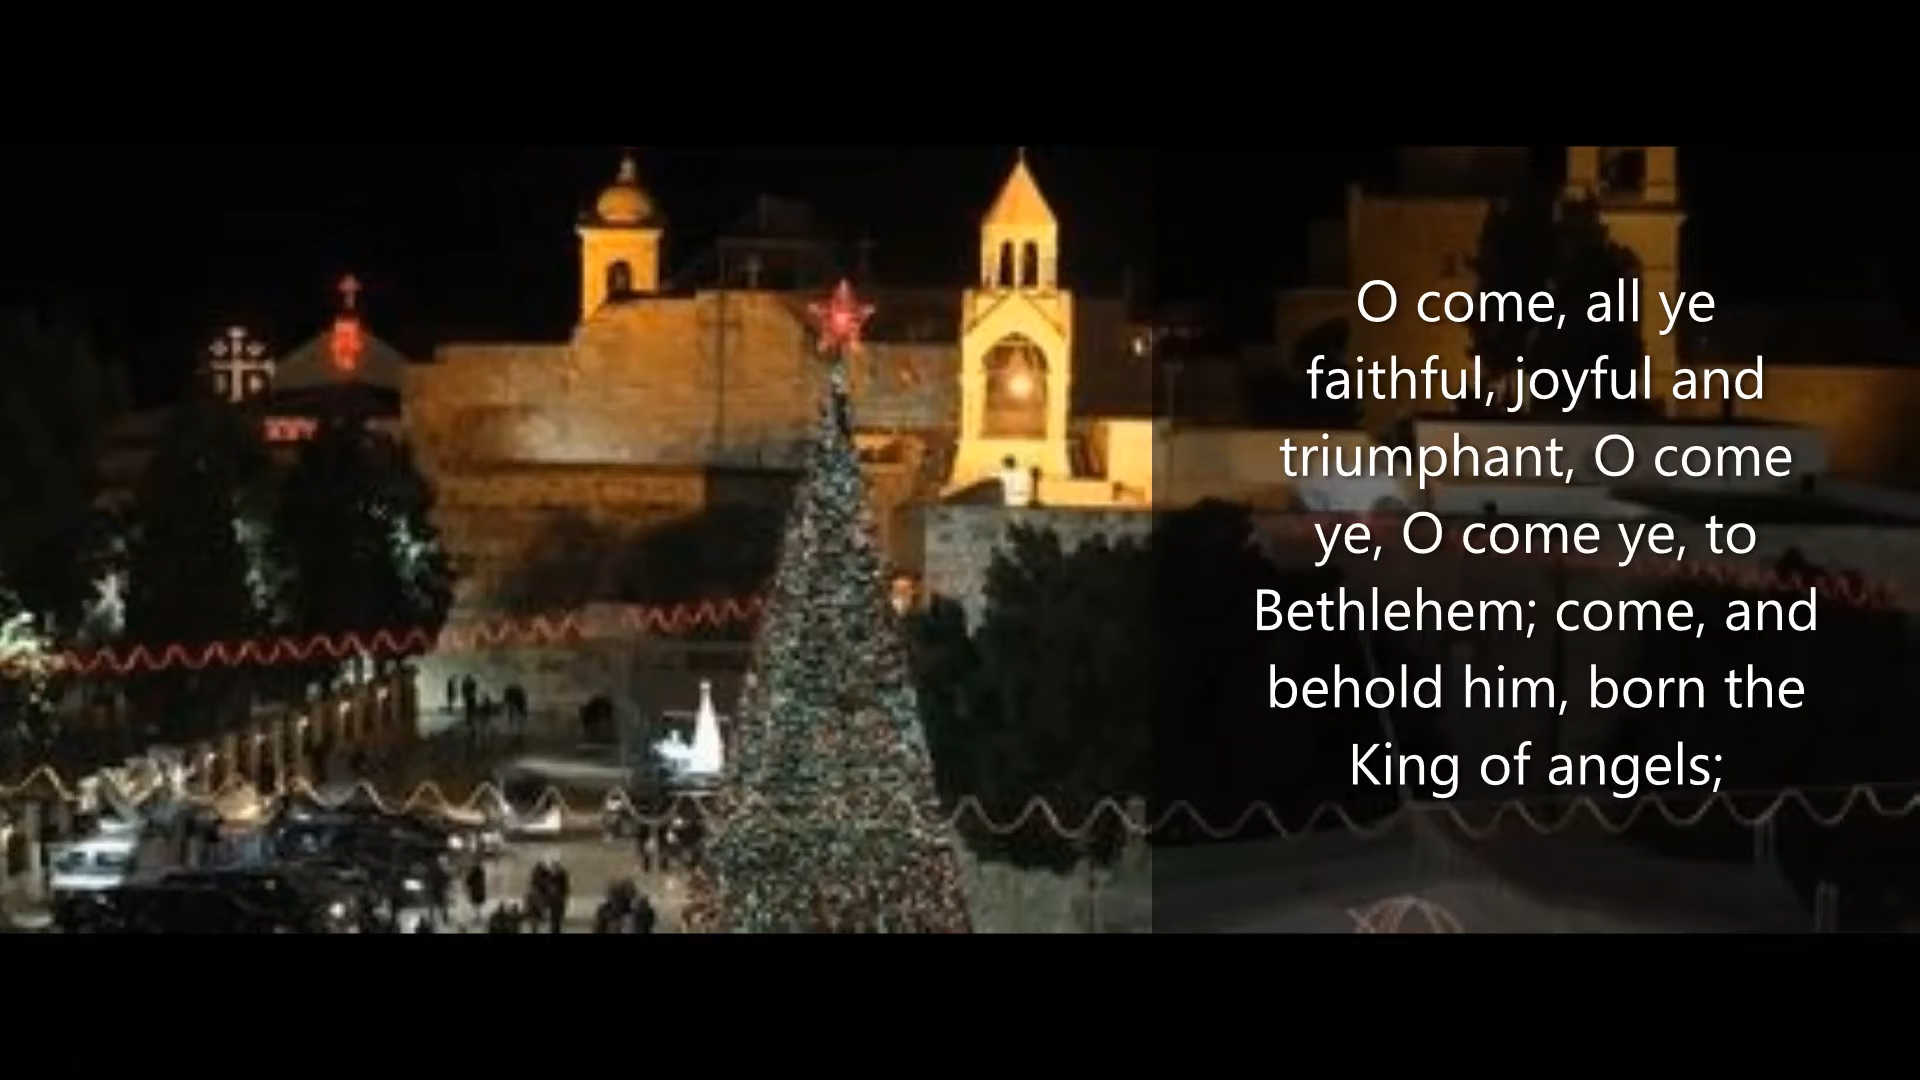 O come, all ye
faithful, joyful and
triumphant, O come
ye, O come ye, to
Bethlehem; come, and
behold him, born the
King of angels;